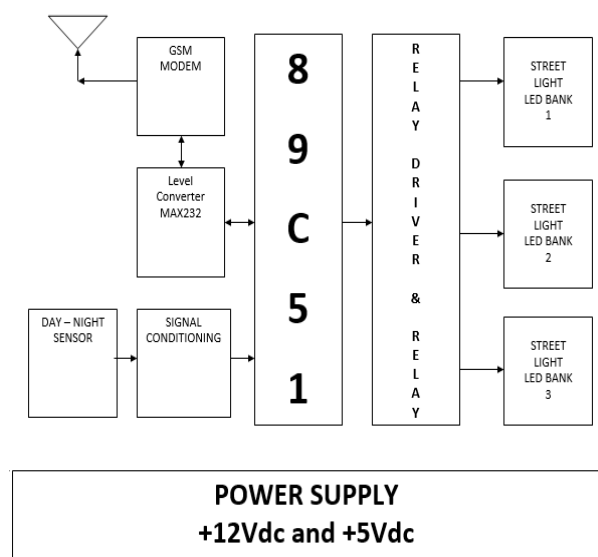 GSM
MODEM
Level
Converter
MAX232
DAY – NIGHT
SENSOR
SIGNAL
CONDITIONING
8
9
C
5
1
R
E
L
A
Y
D
R
I
V
E
R
&
R
E
L
A
Y
STREET
LIGHT
LED BANK
1
STREET
LIGHT
LED BANK
2
STREET
LIGHT
LED BANK
3
POWER SUPPLY
+12Vdc and +5Vdc